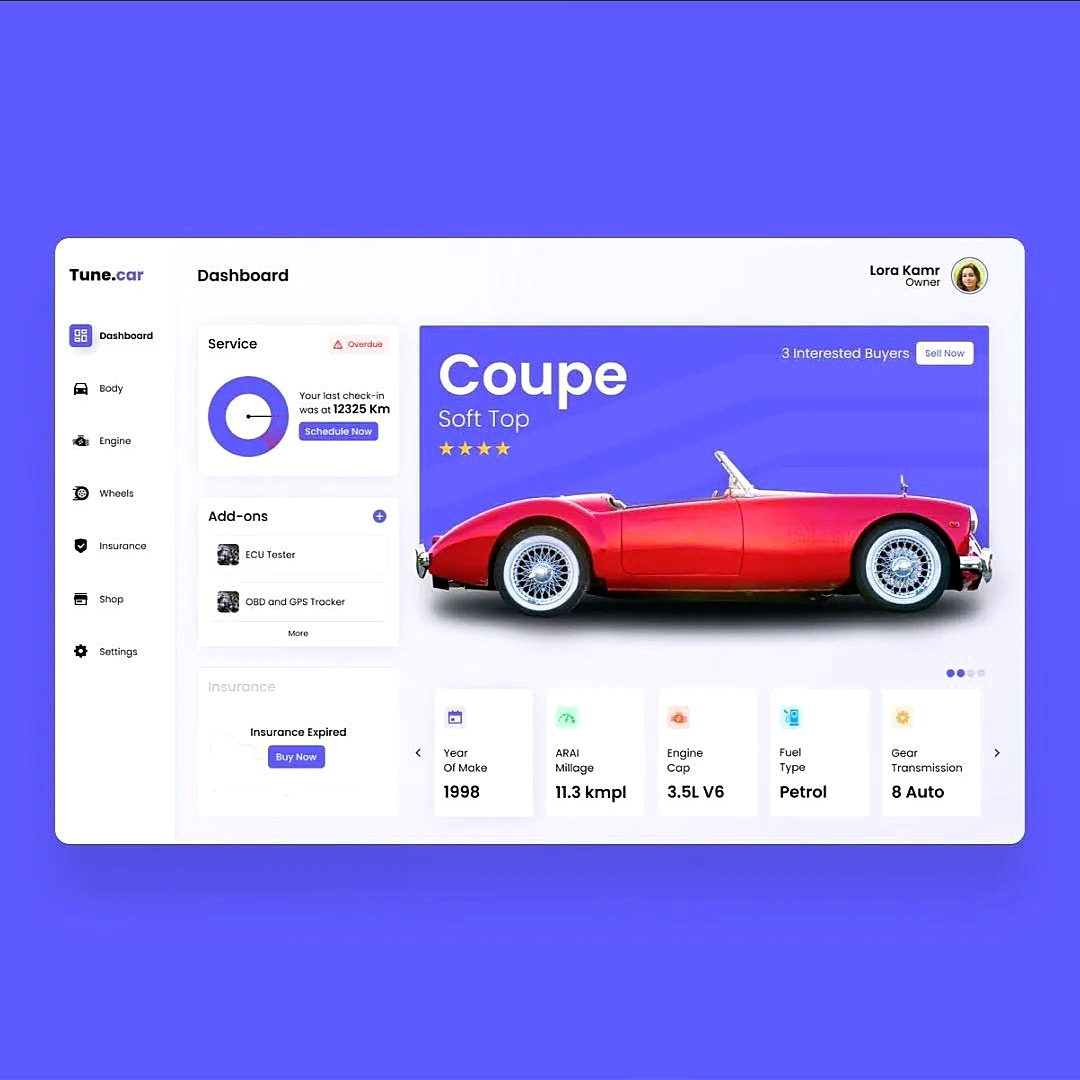 Tune.car
Dashboard
Lora Kamr
Owner
Dashboard
Body
Engine
Wheels
Insurance
Shop
Settings
Service
Overdue
Your last check-in
was at 12325 Km
Schedule Now
Add-ons
ECU Tester
OBD and GPS Tracker
More
Insurance
Insurance Expired
Buy Now
3 Interested Buyers
Sell Now
Coupe
Soft Top
Year
Of Make
1998
ARAI
Millage
11.3 kmpl
Engine
Cap
3.5L V6
Fuel
Type
Petrol
Gear
Transmission
8 Auto